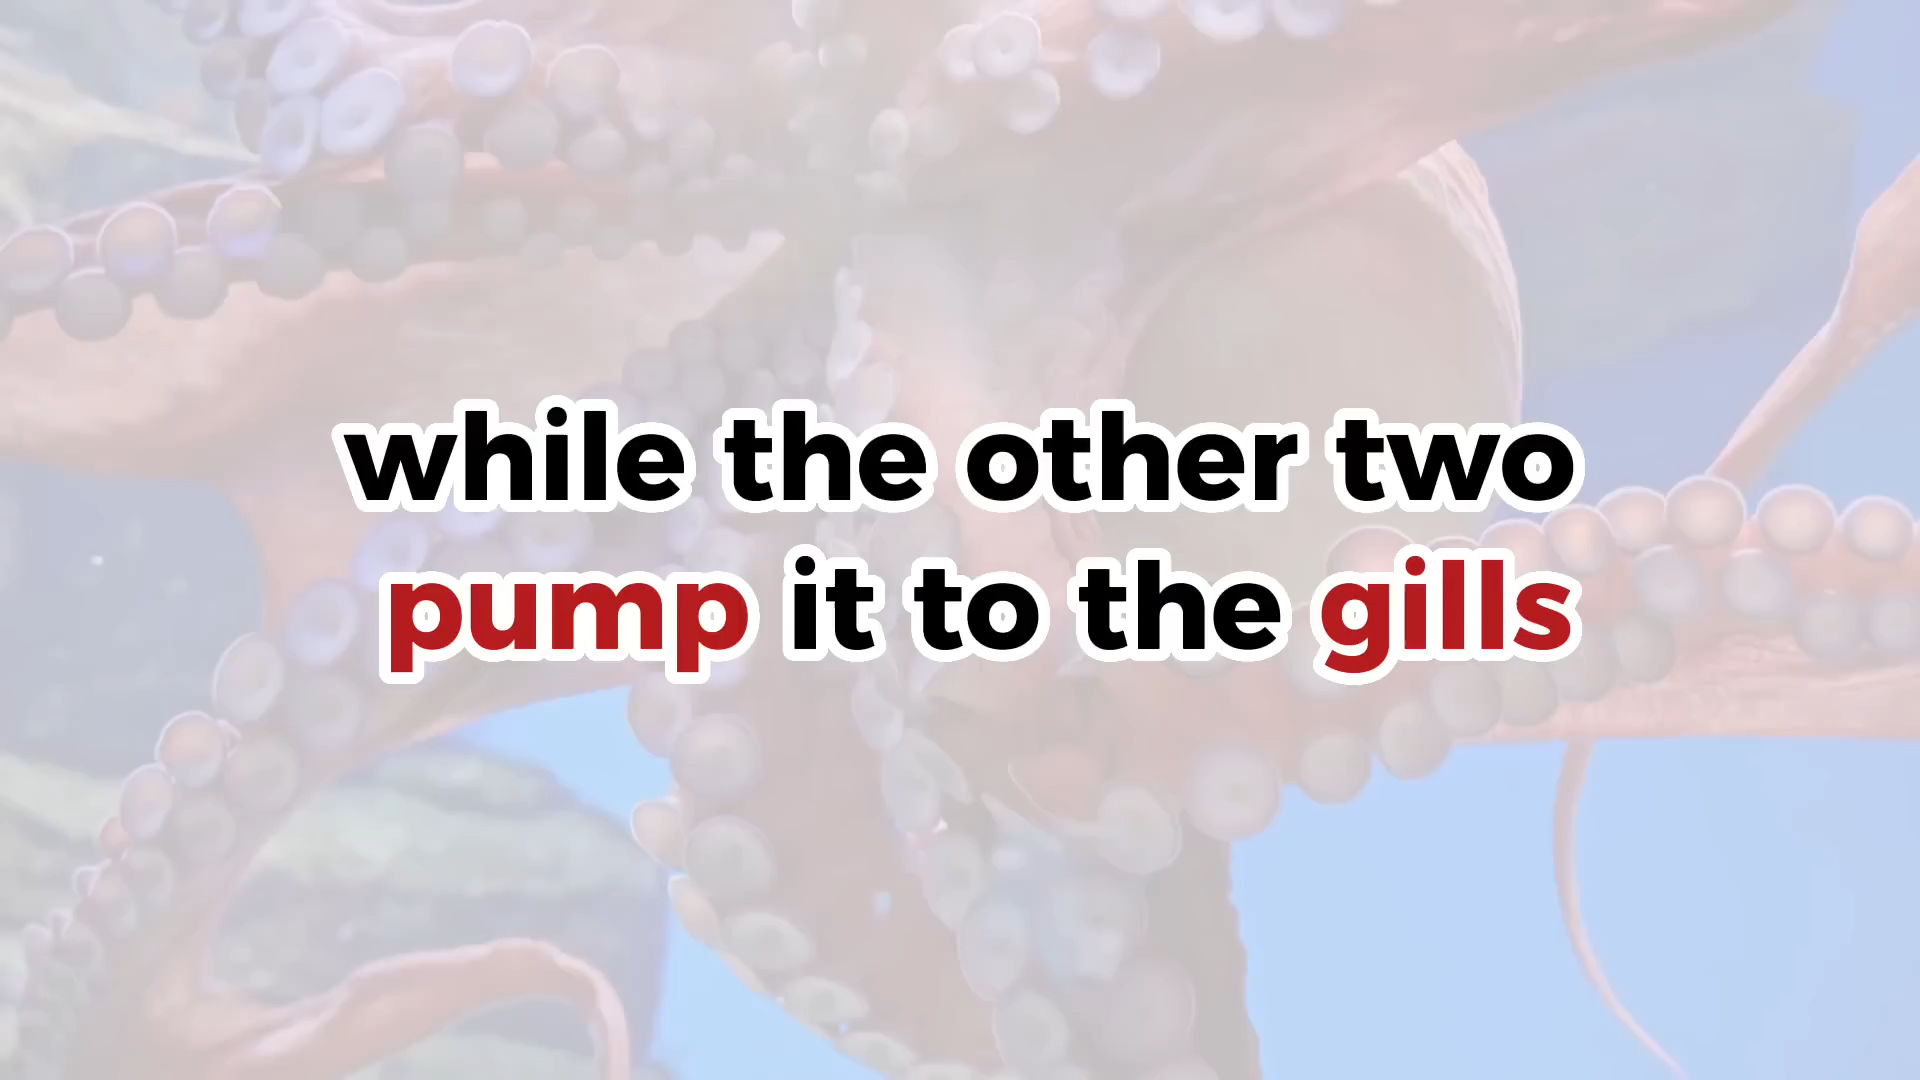 while the other two
pump it to the gills